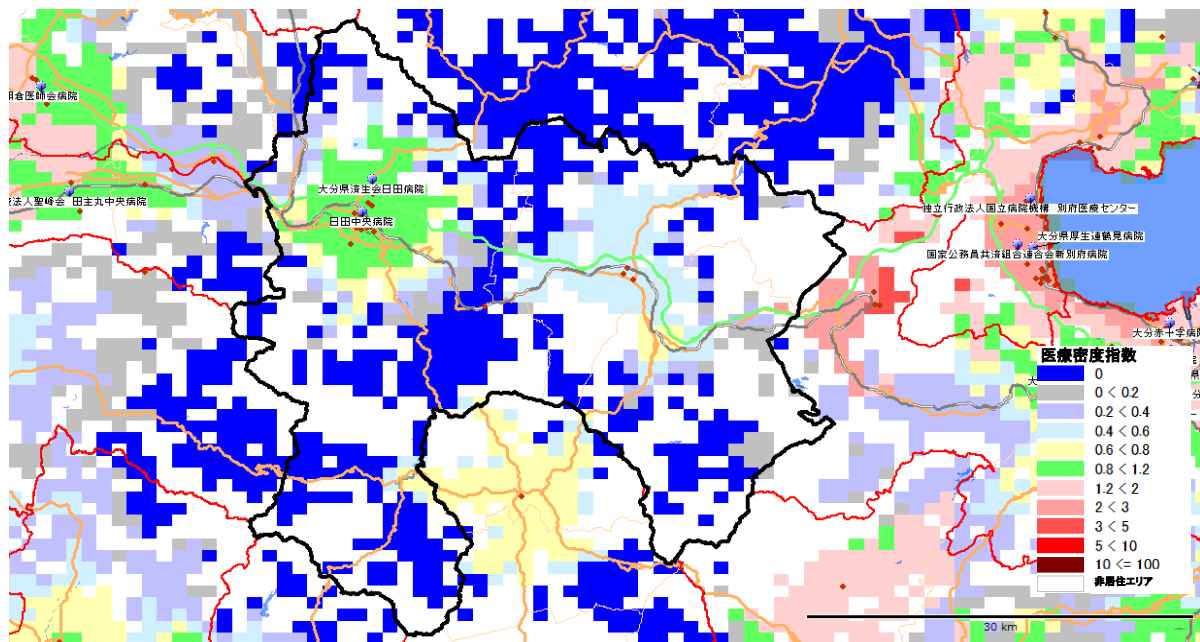 朝倉医師会病院
法人聖峰会 田主丸中央病院
大分県済生会日田病院
日田中央病院
独立行政法人国立病院機構 別府医療センター
大分県厚生連鶴見病院
国家公務員共済組合連合会新別府病院
大分赤十字病院
医療密度指数
0
0 < 0.2
0.2 < 0.4
0.4 < 0.6
0.6 < 0.8
0.8 < 1.2
1.2 < 2
2 < 3
3 < 5
5 < 10
10 <= 100
非居住エリア
30 km